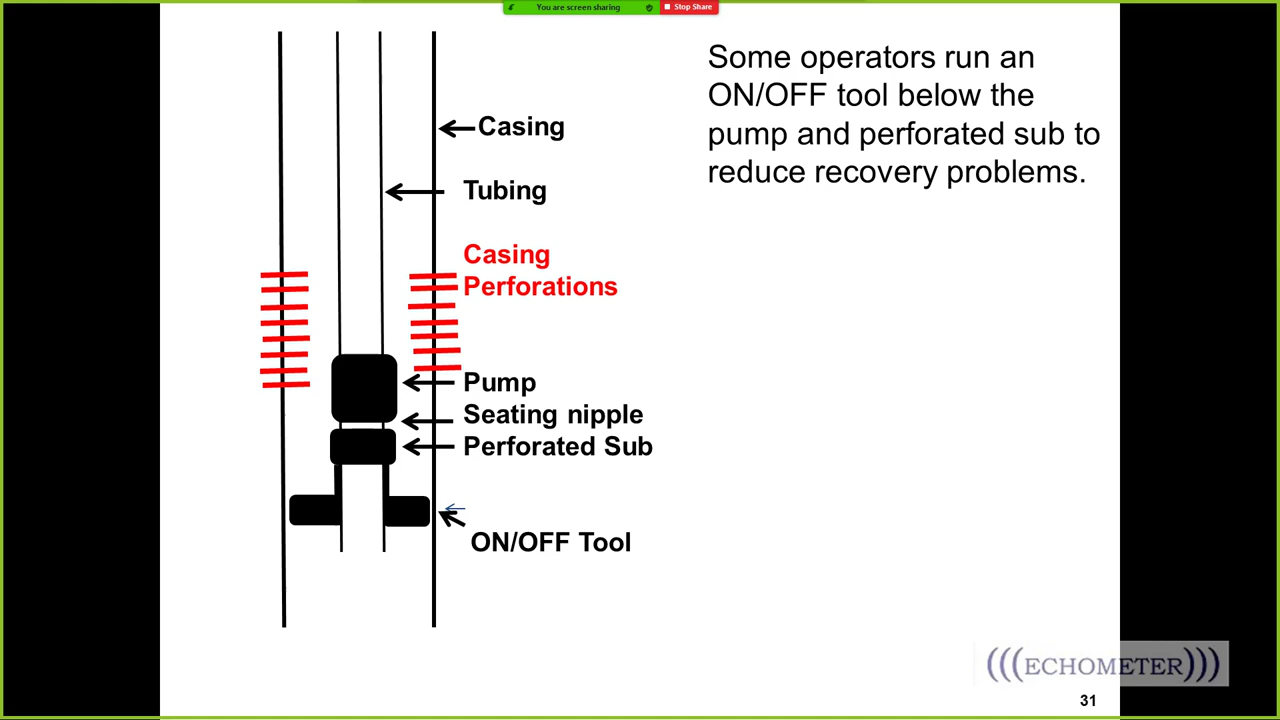 You are screen sharing
Stop Share
Some operators run an
ON/OFF tool below the
pump and perforated sub to
reduce recovery problems.
Casing
Tubing
Casing
Perforations
Pump
Seating nipple
Perforated Sub
ON/OFF Tool
(((ECHOMETER)))
31